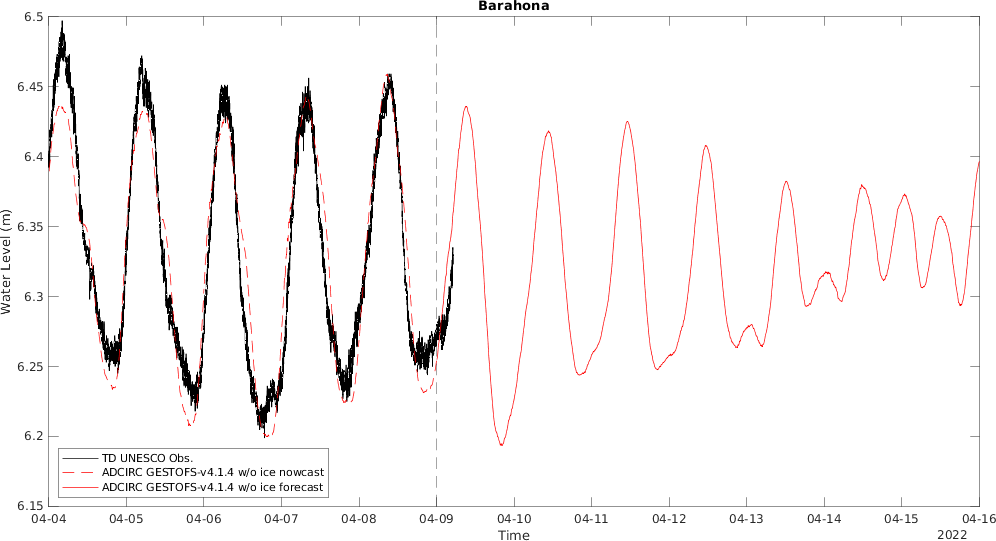 Barahona
6.5
6.45
6.4
6.35
6.3
6.25
6.2
6.15
Water Level (m)
TD UNESCO Obs.
ADCIRC GESTOFS-v4.1.4 w/o ice nowcast
ADCIRC GESTOFS-v4.1.4 w/o ice forecast
04-04 04-05 04-06 04-07 04-08 04-09 04-10 04-11 04-12 04-13 04-14 04-15 04-16
Time
2022